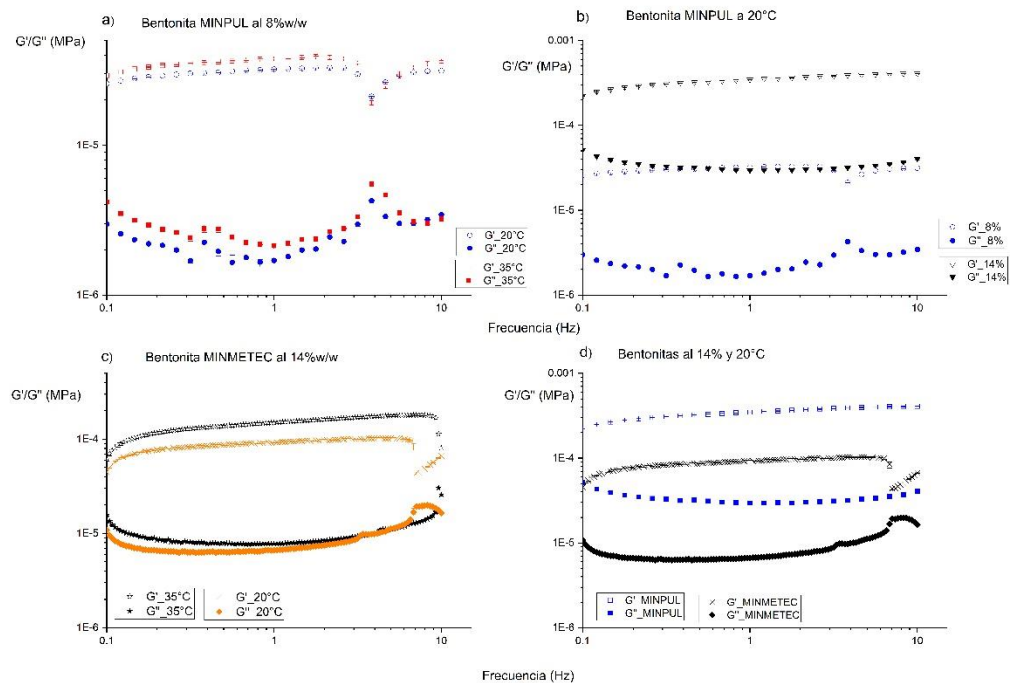 a) Bentonita MINPUL al 8%w/w
G'/G" (MPa)
1E-5
1E-6
0.1
1
10
G'_20°C
G"_20°C
G'_35°C
G"_35°C
b) Bentonita MINPUL a 20°C
G'/G" (MPa)
0.001
1E-4
1E-5
1E-6
0.1
1
10
G'_8%
G"_8%
G'_14%
G"_14%
Frecuencia (Hz)
c) Bentonita MINMETEC al 14%w/w
G'/G" (MPa)
1E-4
1E-5
1E-6
0.1
1
10
G'_35°C
G"_35°C
G'_20°C
G"_20°C
d) Bentonitas al 14% y 20°C
G'/G" (MPa)
0.001
1E-4
1E-5
1E-6
0.1
1
10
G'_MINPUL
G"_MINPUL
G'_MINMETEC
G"_MINMETEC
Frecuencia (Hz)